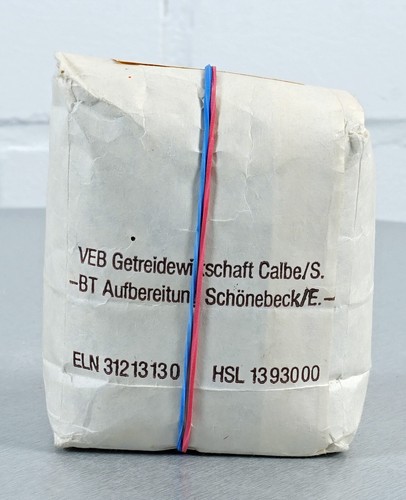 VEB Getreidewirtschaft Calbe/S.
-BT Aufbereitung Schönebeck/E.-
ELN 31213130 HSL 1393000